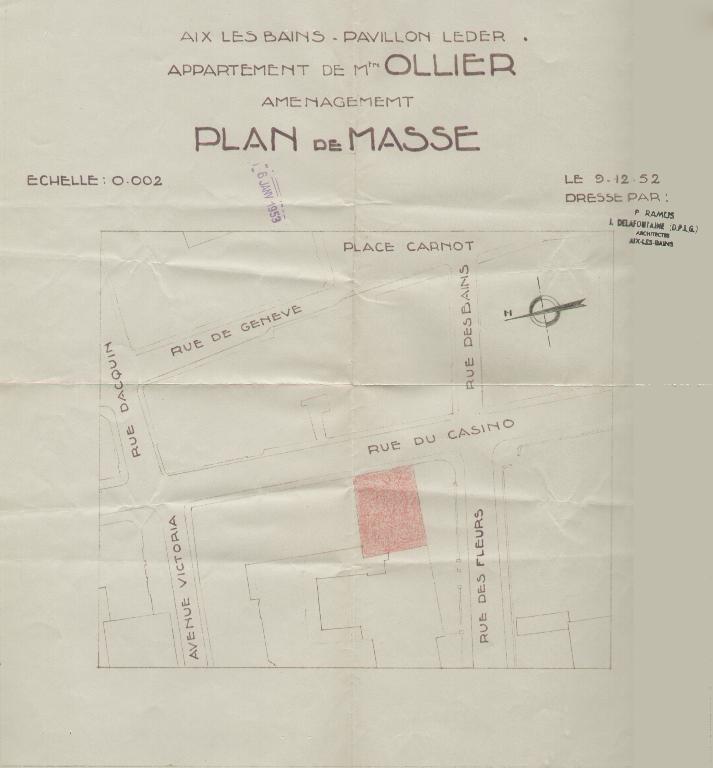 AIX LES BAINS - PAVILLON LEDER .
APPARTEMENT DE Mme OLLIER
AMENAGEMEMT
PLAN DE MASSE
ECHELLE : 0.002
LE 9.12.52
DRESSE PAR :
P RAMUS
J. DELAFONTAINE (D.P.L.G.)
ARCHITECTES
AIX-LES-BAINS
6 JANV 1953
PLACE CARNOT
RUE DE GENEVE
RUE DES BAINS
N
RUE DACQUIN
RUE DU CASINO
AVENUE VICTORIA
RUE DES FLEURS